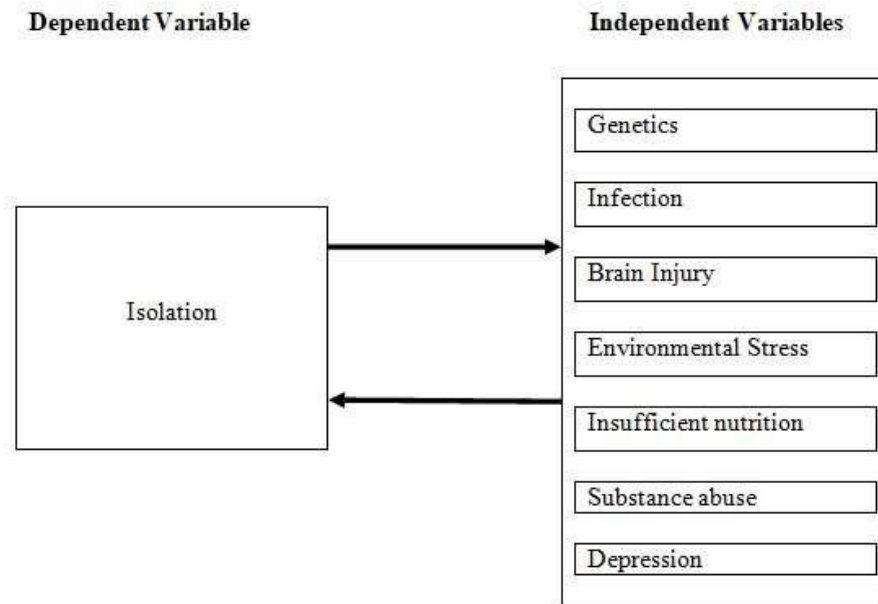 Dependent Variable
Independent Variables
Isolation
Genetics
Infection
Brain Injury
Environmental Stress
Insufficient nutrition
Substance abuse
Depression